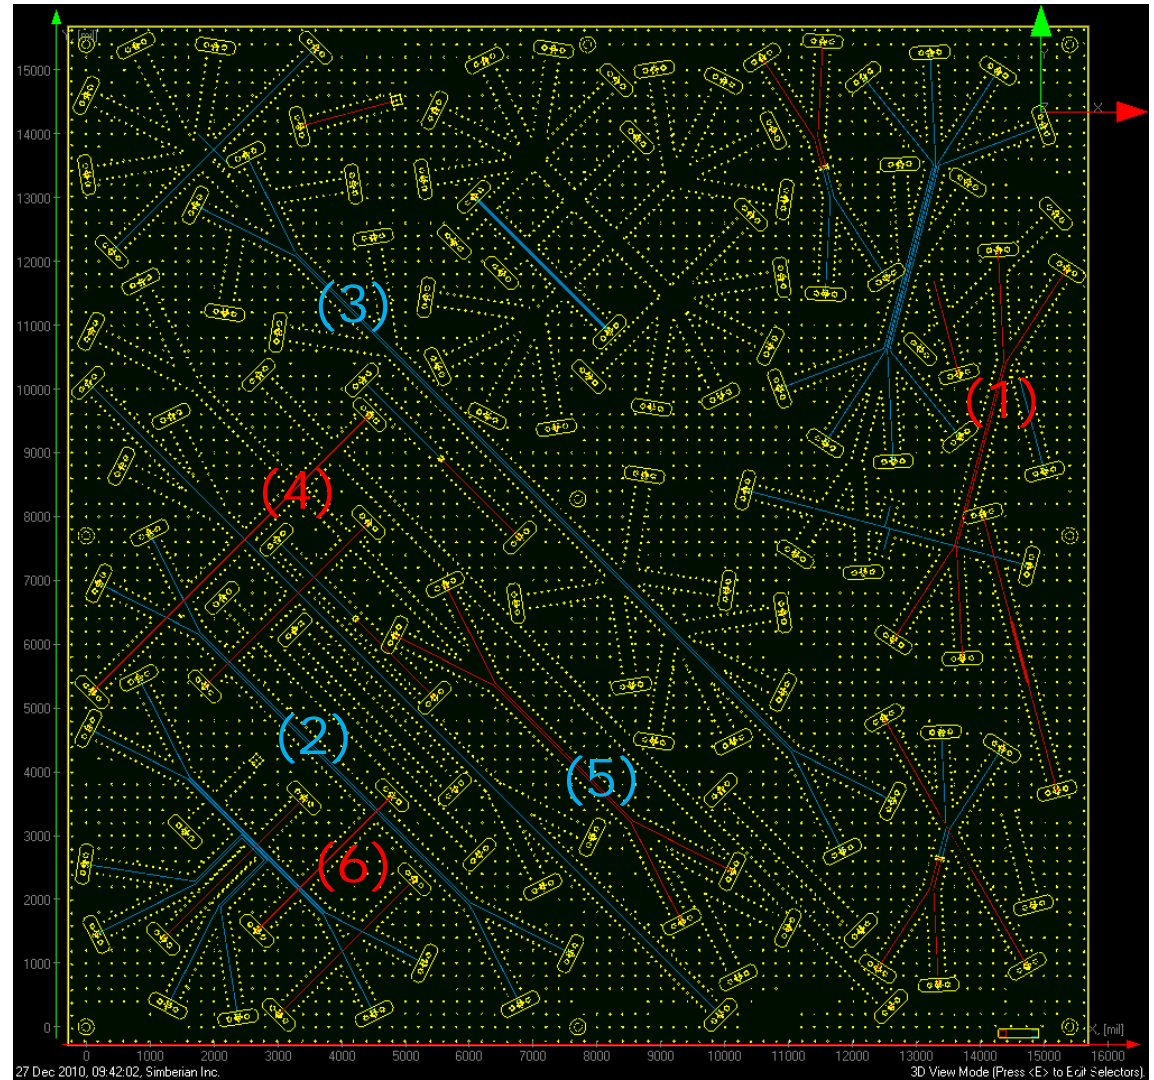 Y, [mil]
15000
14000
13000
12000
11000
10000
9000
8000
7000
6000
5000
4000
3000
2000
1000
0
Y
Z
X
(3)
(1)
(4)
(2)
(5)
(6)
X, [mil]
0 1000 2000 3000 4000 5000 6000 7000 8000 9000 10000 11000 12000 13000 14000 15000 16000
27 Dec 2010, 09:42:02, Simberian Inc.
3D View Mode (Press <E> to Edit Selectors).